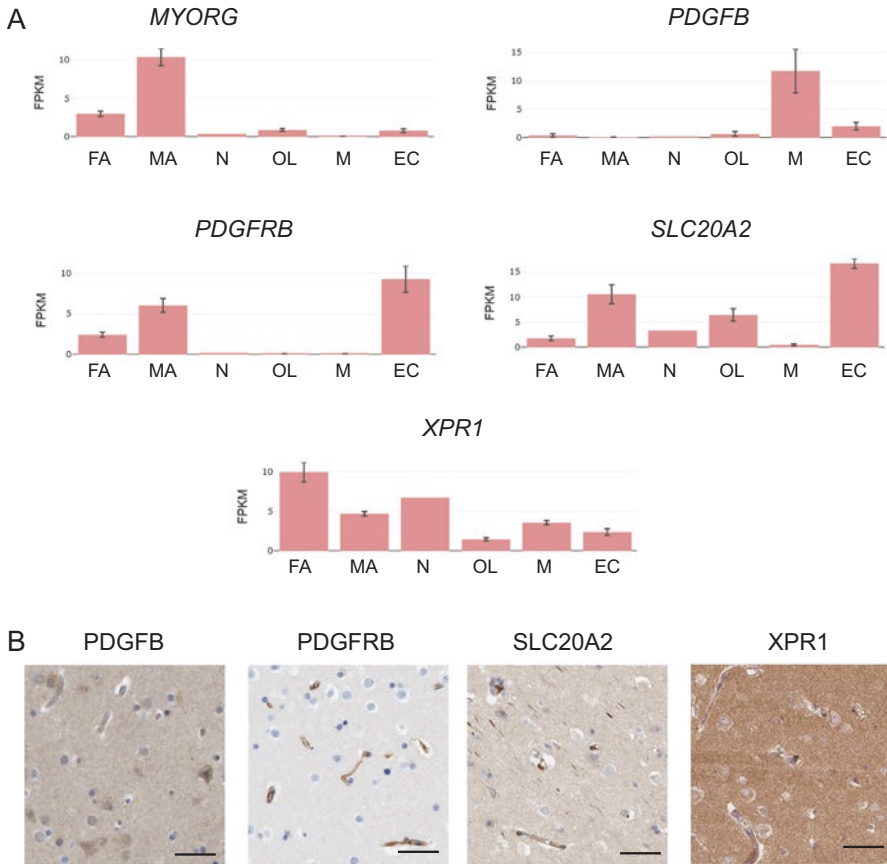 A
MYORG
10
5
0
FPKM
FA MA N OL M EC
PDGFB
15
10
5
0
FPKM
FA MA N OL M EC
PDGFRB
10
5
0
FPKM
FA MA N OL M EC
SLC20A2
15
10
5
0
FPKM
FA MA N OL M EC
XPR1
10
5
0
FPKM
FA MA N OL M EC
B
PDGFB PDGFRB SLC20A2 XPR1